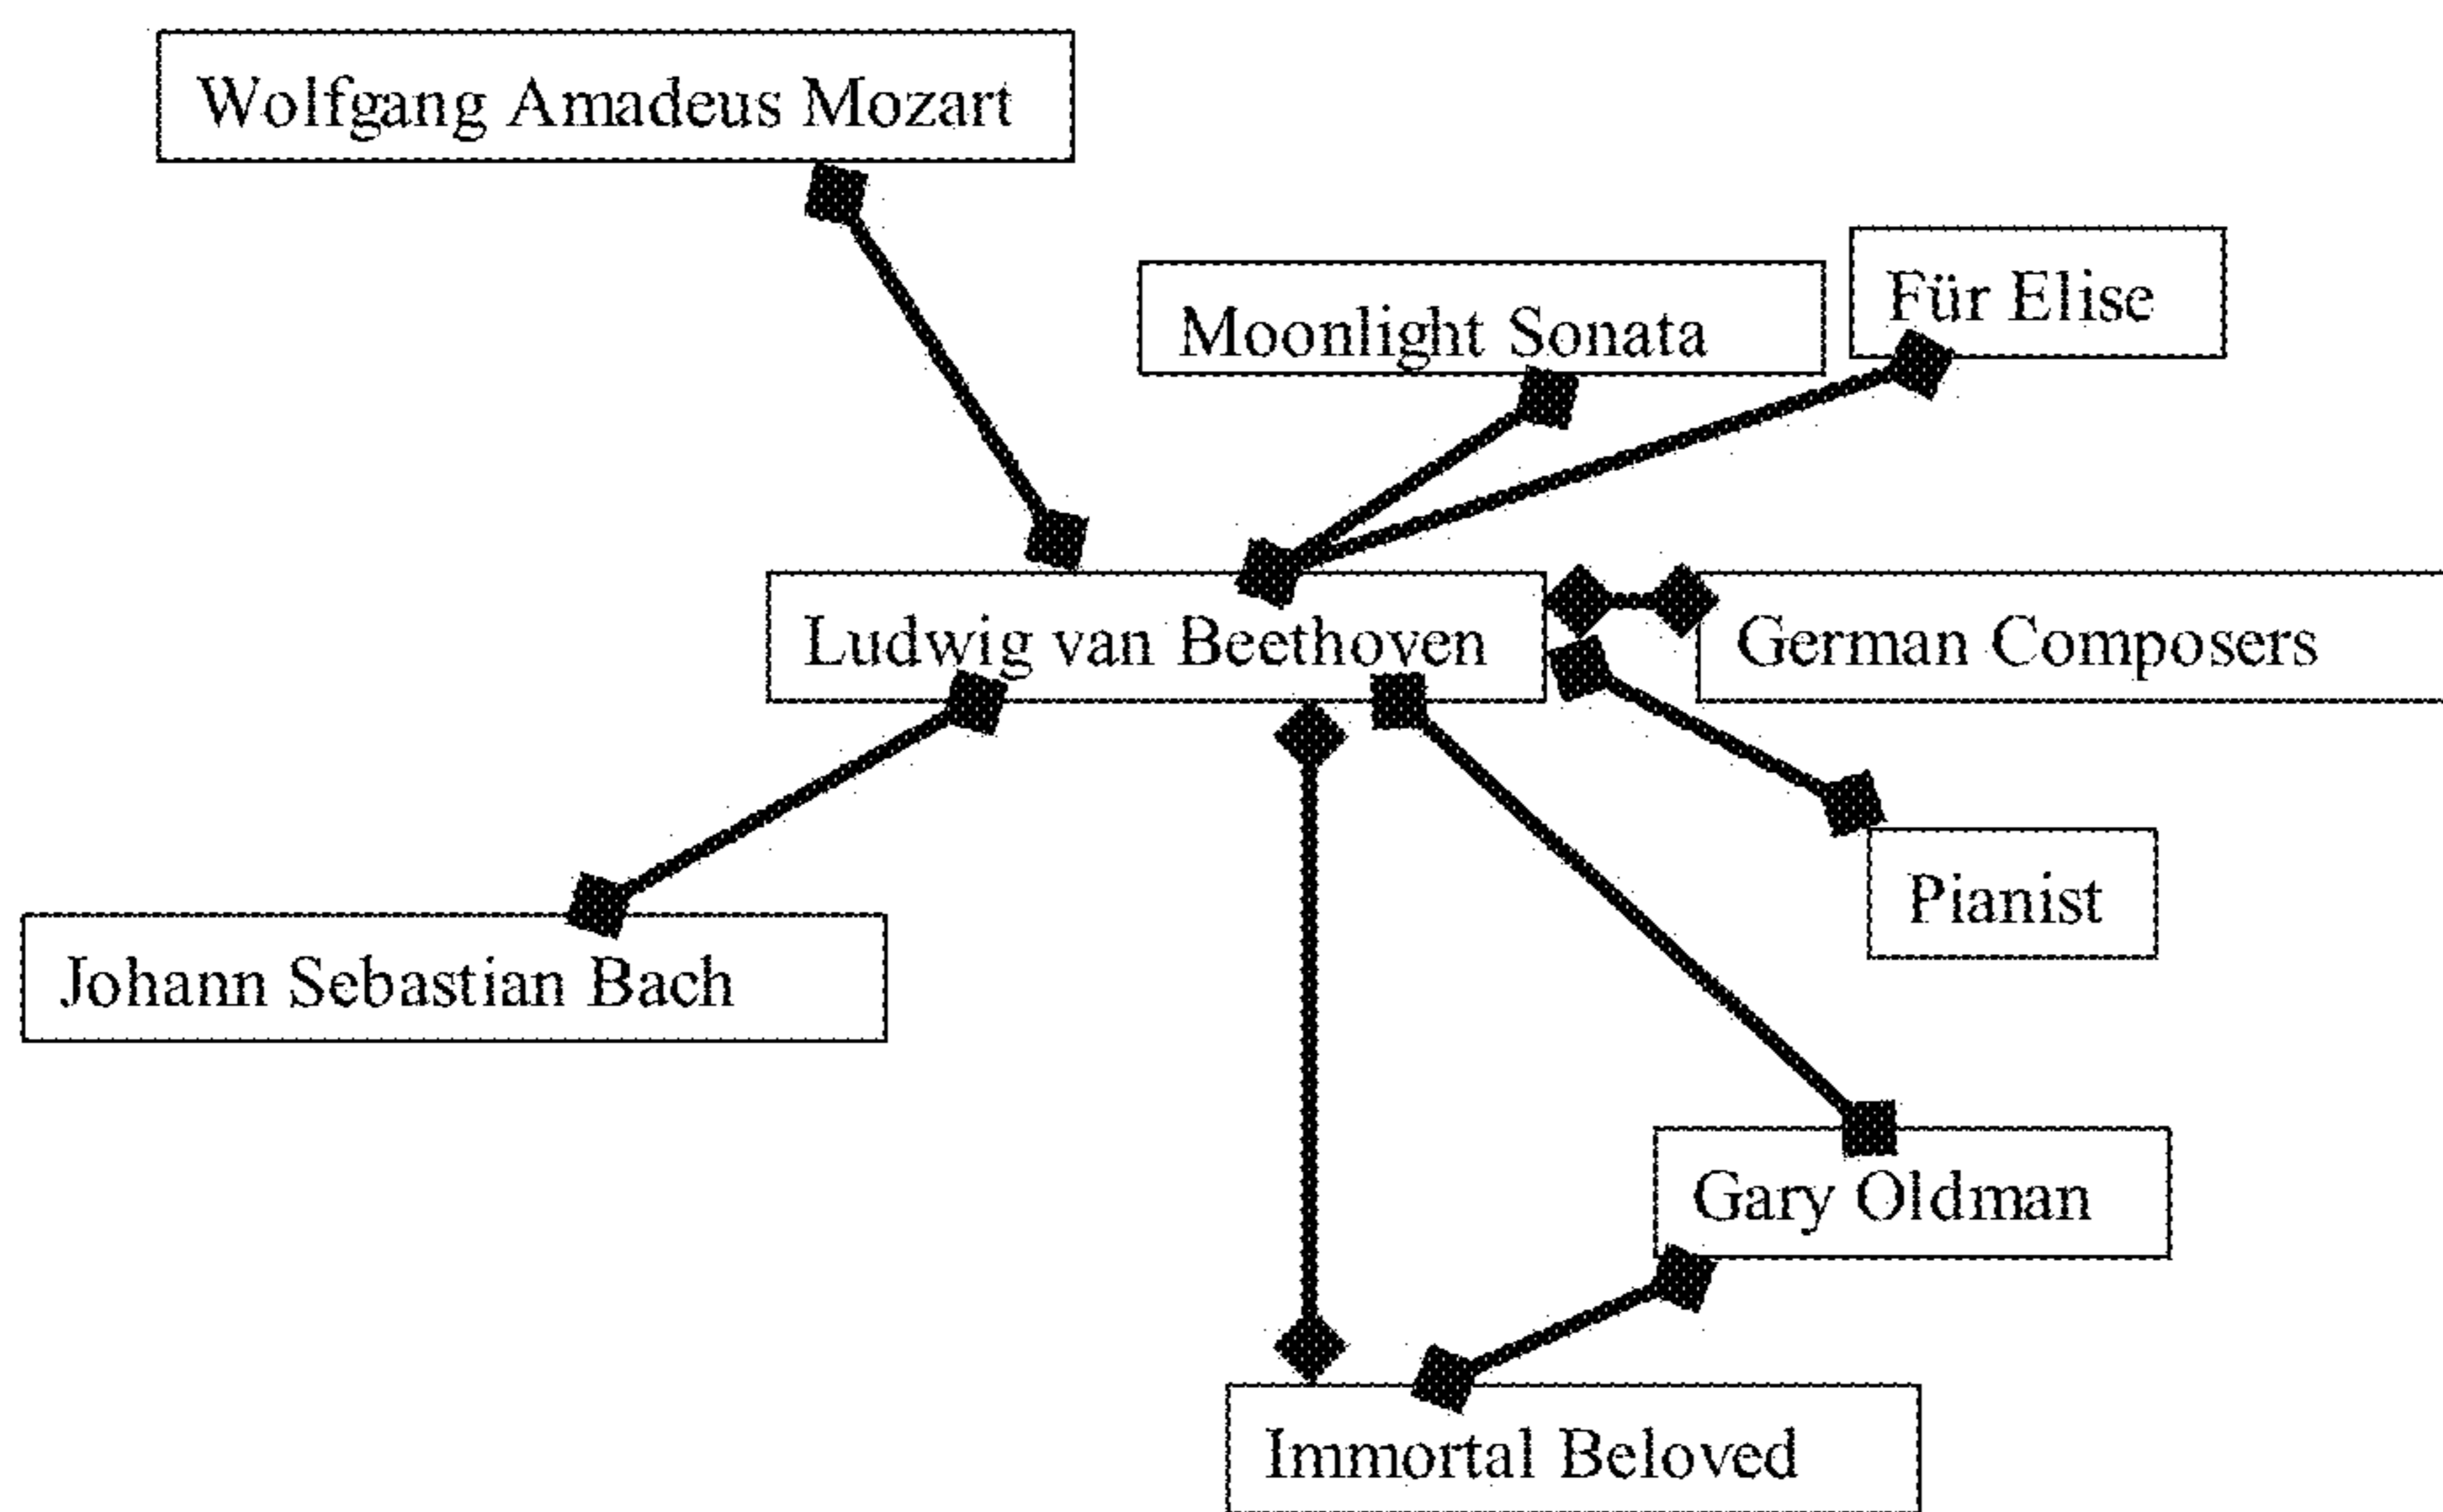 Wolfgang Amadeus Mozart
Für Elise
Moonlight Sonata
Ludwig van Beethoven
German Composers
Pianist
Johann Sebastian Bach
Gary Oldman
Immortal Beloved